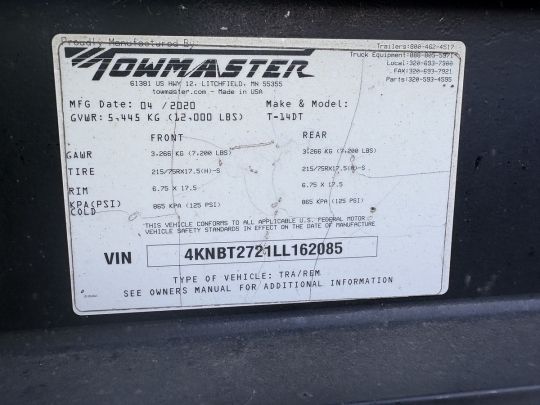 Proudly Manufactured By:
Trailers:800-462-4517
Truck Equipment:800-805-5971
TOWMASTER
Local:320-693-7900
FAX:320-693-7921
Parts:320-593-4595
61381 US HWY 12, LITCHFIELD, MN 55355
towmaster.com - Made in USA
MFG Date: 04 /2020 Make & Model:
GVWR: 5,445 KG (12,000 LBS) T-14DT
FRONT REAR
GAWR 3,266 KG (7,200 LBS) 3,266 KG (7,200 LBS)
TIRE 215/75RX17.5(H)-S 215/75RX17.5(H)-S
RIM 6.75 X 17.5 6.75 X 17.5
KPA(PSI) 865 KPA (125 PSI) 865 KPA (125 PSI)
COLD
THIS VEHICLE CONFORMS TO ALL APPLICABLE U.S. FEDERAL MOTOR
VEHICLE SAFETY STANDARDS IN EFFECT ON THE DATE OF MANUFACTURE
VIN 4KNBT2721LL162085
TYPE OF VEHICLE: TRA/REM
SEE OWNERS MANUAL FOR ADDITIONAL INFORMATION